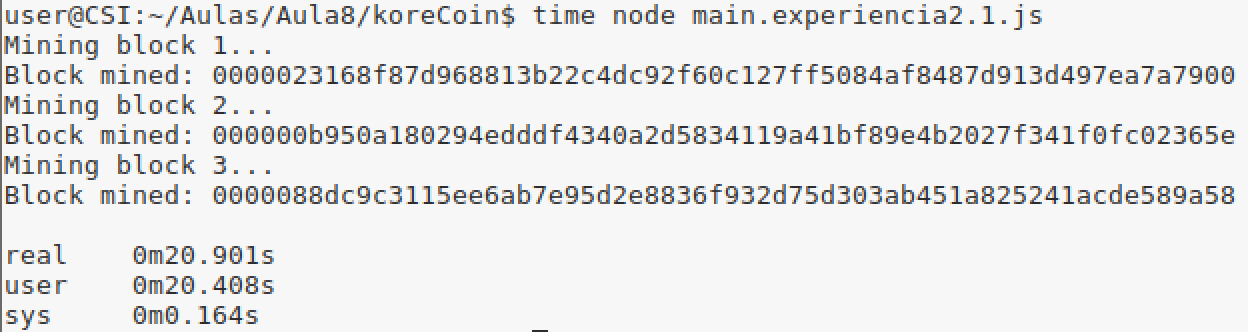 user@CSI:~/Aulas/Aula8/koreCoin$ time node main.experiencia2.1.js
Mining block 1...
Block mined: 0000023168f87d968813b22c4dc92f60c127ff5084af8487d913d497ea7a7900
Mining block 2...
Block mined: 000000b950a180294edddf4340a2d5834119a41bf89e4b2027f341f0fc02365e
Mining block 3...
Block mined: 0000088dc9c3115ee6ab7e95d2e8836f932d75d303ab451a825241acde589a58
real 0m20.901s
user 0m20.408s
sys 0m0.164s